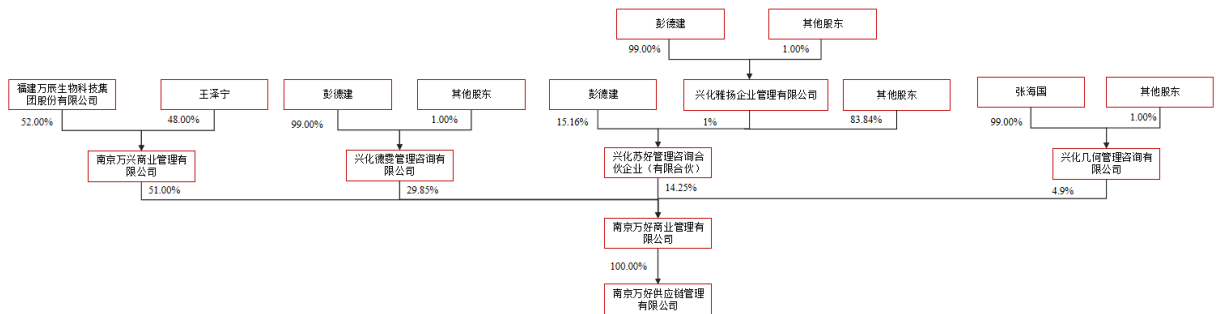 彭德建
其他股东
99.00%
1.00%
福建万辰生物科技集
团股份有限公司
王泽宁
彭德建
其他股东
彭德建
兴化雅扬企业管理有限公司
其他股东
张海国
其他股东
52.00%
48.00%
99.00%
1.00%
15.16%
1%
83.84%
99.00%
1.00%
南京万兴商业管理有
限公司
兴化德霆管理咨询有
限公司
兴化苏好管理咨询合
伙企业（有限合伙）
兴化几何管理咨询有
限公司
51.00%
29.85%
14.25%
4.9%
南京万好商业管理有
限公司
100.00%
南京万好供应链管理
有限公司